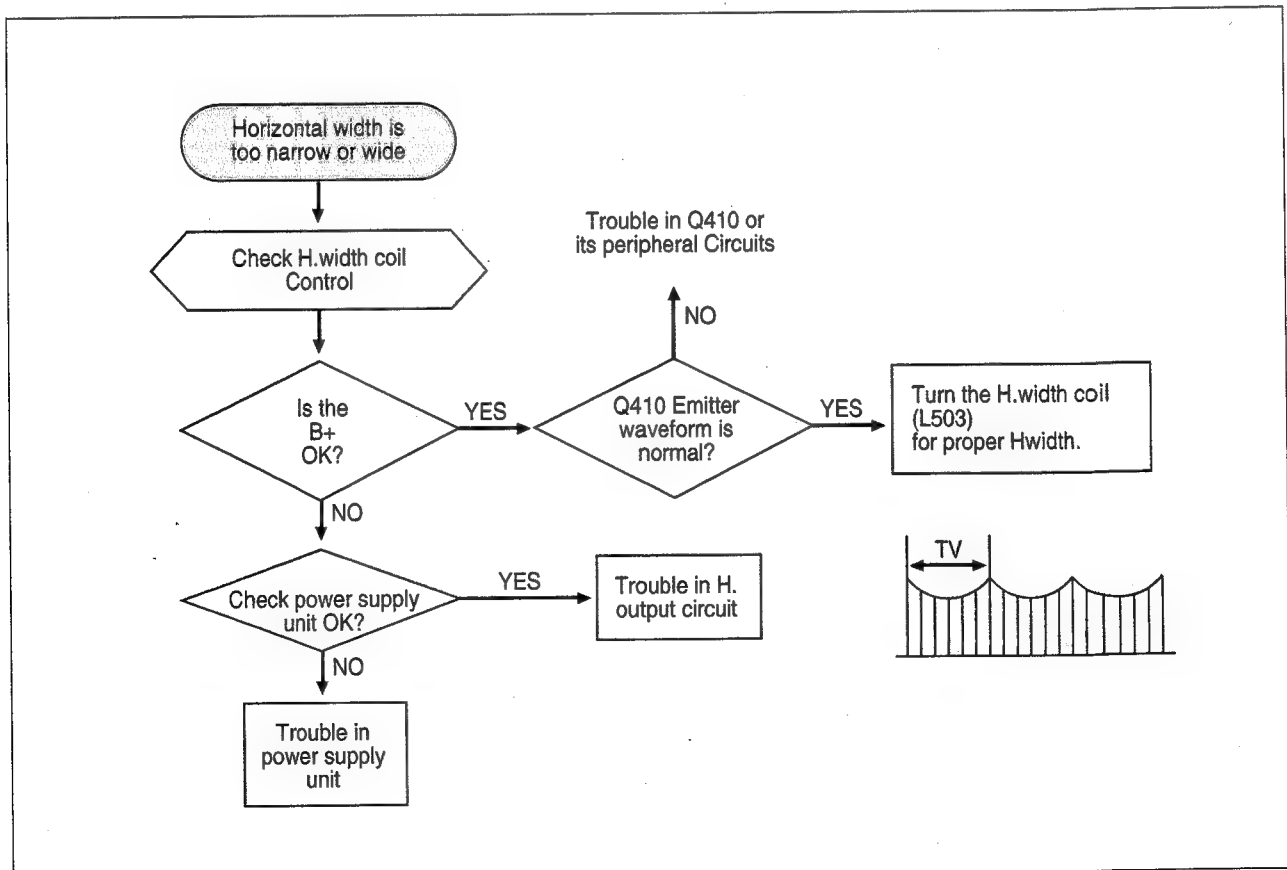 Horizontal width is
too narrow or wide
Check H.width coil
Control
Trouble in Q410 or
its peripheral Circuits
NO
Is the
B+
OK?
YES
Q410 Emitter
waveform is
normal?
YES
Turn the H.width coil
(L503)
for proper Hwidth.
NO
TV
Check power supply
unit OK?
YES
Trouble in H.
output circuit
NO
Trouble in
power supply
unit